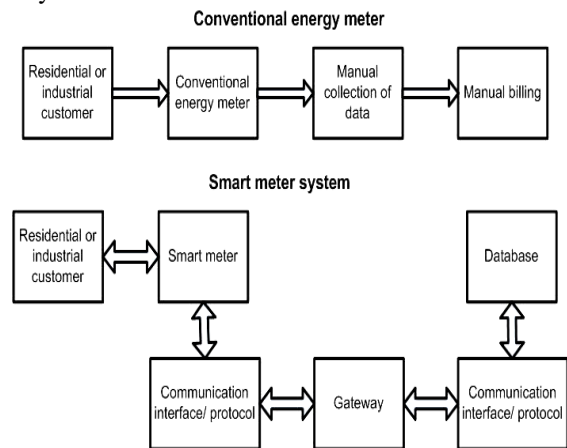 Conventional energy meter
Residential or
industrial
customer
Conventional
energy meter
Manual
collection of
data
Manual billing
Smart meter system
Residential or
industrial
customer
Smart meter
Database
Communication
interface/ protocol
Gateway
Communication
interface/ protocol